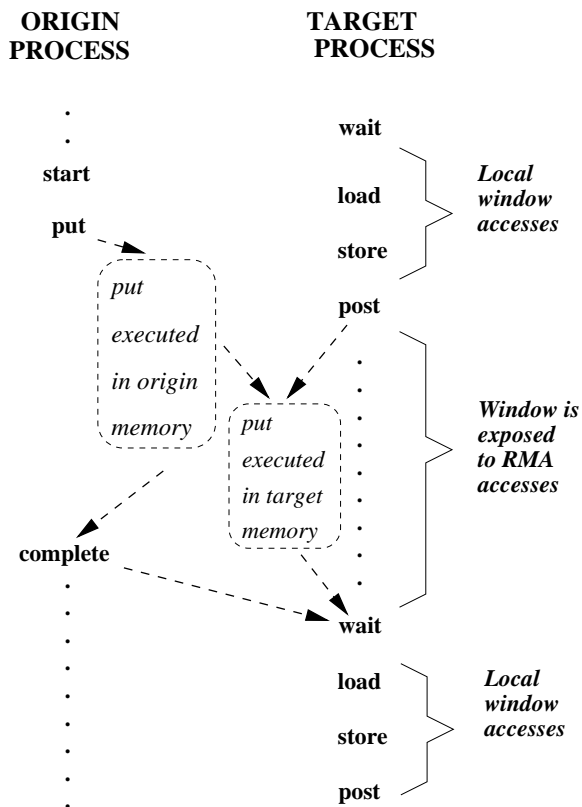 ORIGIN
PROCESS
TARGET
PROCESS
wait
start
load
Local
window
accesses
put
store
put
executed
in origin
memory
post
put
executed
in target
memory
Window is
exposed
to RMA
accesses
complete
wait
load
store
post
Local
window
accesses